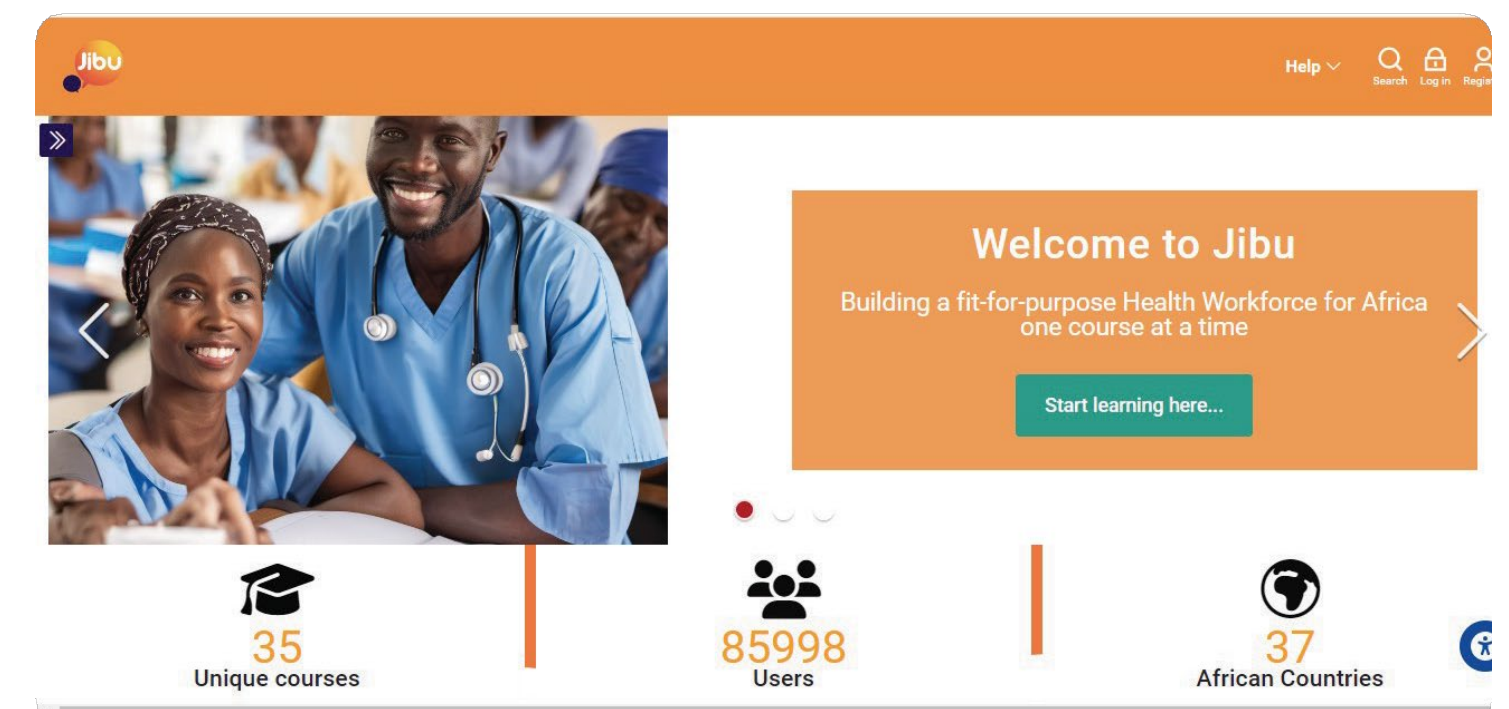 Jibu
Help
Search
Log in
Welcome to Jibu
Building a fit-for-purpose Health Workforce for Africa
one course at a time
Start learning here...
35
Unique courses
85998
Users
37
African Countries